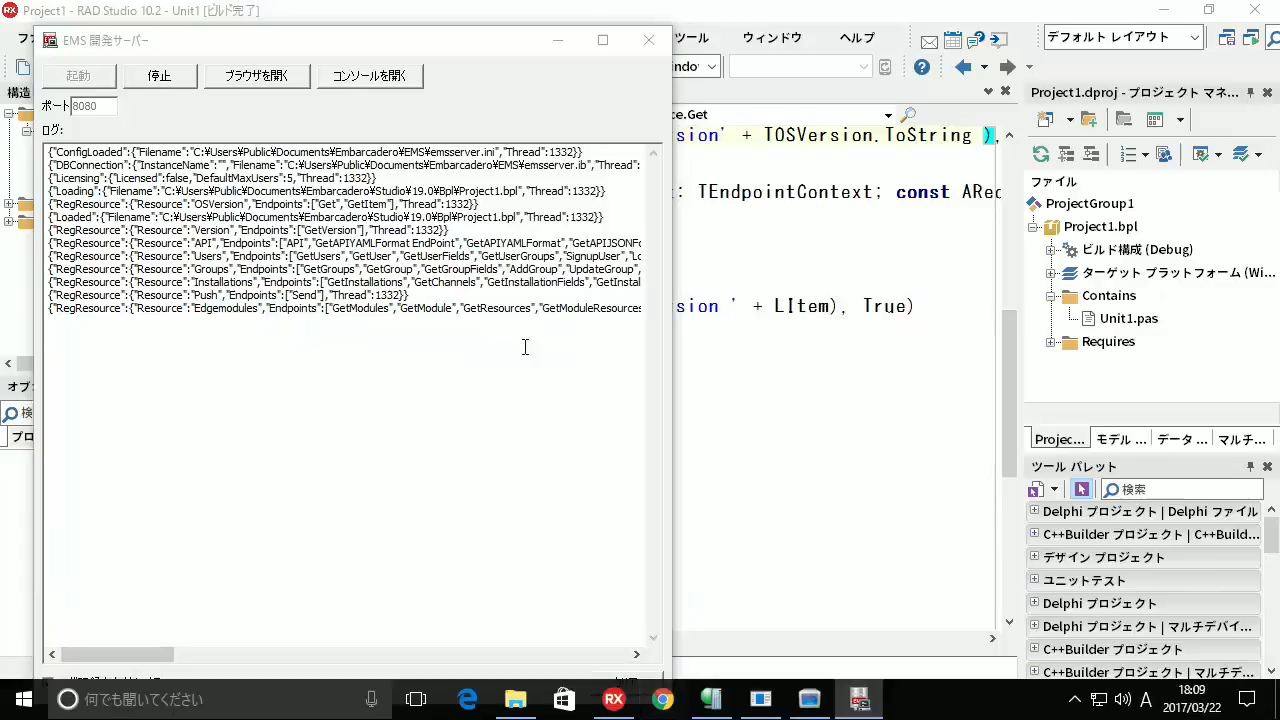 Project1 - RAD Studio 10.2 - Unit1 [ビルド完了]
デフォルト レイアウト
ツール ウィンドウ ヘルプ
EMS 開発サーバー
起動 停止 ブラウザを開く コンソールを開く
ポート 8080
ログ:
{"ConfigLoaded":{"Filename":"C:¥Users¥Public¥Documents¥Embarcadero¥EMS¥emsserver.ini","Thread":1332}}
{"DBConnection":{"InstanceName":"","Filename":"C:¥Users¥Public¥Documents¥Embarcadero¥EMS¥emsserver.ib","Thread":
{"Licensing":{"Licensed":false,"DefaultMaxUsers":5,"Thread":1332}}
{"Loading":{"Filename":"C:¥Users¥Public¥Documents¥Embarcadero¥Studio¥19.0¥Bpl¥Project1.bpl","Thread":1332}}
{"RegResource":{"Resource":"OSVersion","Endpoints":["Get","GetItem"],"Thread":1332}}
{"Loaded":{"Filename":"C:¥Users¥Public¥Documents¥Embarcadero¥Studio¥19.0¥Bpl¥Project1.bpl","Thread":1332}}
{"RegResource":{"Resource":"Version","Endpoints":["GetVersion"],"Thread":1332}}
{"RegResource":{"Resource":"API","Endpoints":["API","GetAPIYAMLFormat EndPoint","GetAPIYAMLFormat","GetAPIJSONFo
{"RegResource":{"Resource":"Users","Endpoints":["GetUsers","GetUser","GetUserFields","GetUserGroups","SignupUser","Lo
{"RegResource":{"Resource":"Groups","Endpoints":["GetGroups","GetGroup","GetGroupFields","AddGroup","UpdateGroup",
{"RegResource":{"Resource":"Installations","Endpoints":["GetInstallations","GetChannels","GetInstallationFields","GetInstal
{"RegResource":{"Resource":"Push","Endpoints":["Send"],"Thread":1332}}
{"RegResource":{"Resource":"Edgemodules","Endpoints":["GetModules","GetModule","GetResources","GetModuleResources
構造
ce.Get
sion' + TOSVersion.ToString ),
: TEndpointContext; const ARec
sion ' + LItem), True)
Project1.dproj - プロジェクト マネ...
ファイル
ProjectGroup1
Project1.bpl
ビルド構成 (Debug)
ターゲット プラットフォーム (Wi...
Contains
Unit1.pas
Requires
Projec... モデル ... データ ... マルチ...
ツール パレット
検索
Delphi プロジェクト | Delphi ファイル
C++Builder プロジェクト | C++Build...
デザイン プロジェクト
ユニットテスト
Delphi プロジェクト
Delphi プロジェクト | マルチデバイ...
C++Builder プロジェクト
C++Builder プロジェクト | マルチデ...
何でも聞いてください
A
18:09
2017/03/22